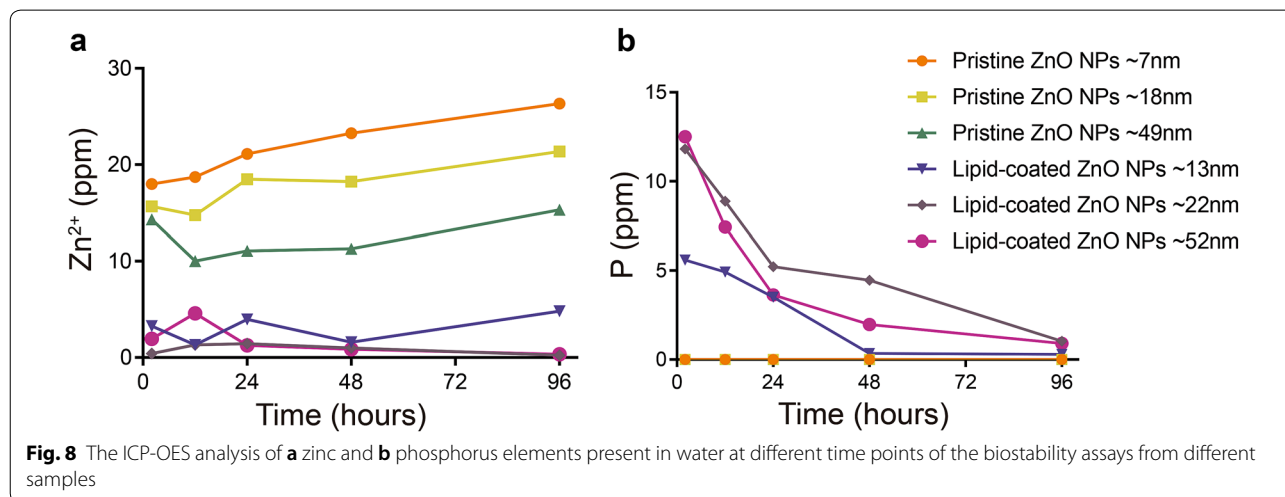 a
30
20
10
0
Zn²⁺ (ppm)
0 24 48 72 96
Time (hours)
b
15
10
5
0
P (ppm)
0 24 48 72 96
Time (hours)
Pristine ZnO NPs ~7nm
Pristine ZnO NPs ~18nm
Pristine ZnO NPs ~49nm
Lipid-coated ZnO NPs ~13nm
Lipid-coated ZnO NPs ~22nm
Lipid-coated ZnO NPs ~52nm
Fig. 8 The ICP-OES analysis of a zinc and b phosphorus elements present in water at different time points of the biostability assays from different
samples